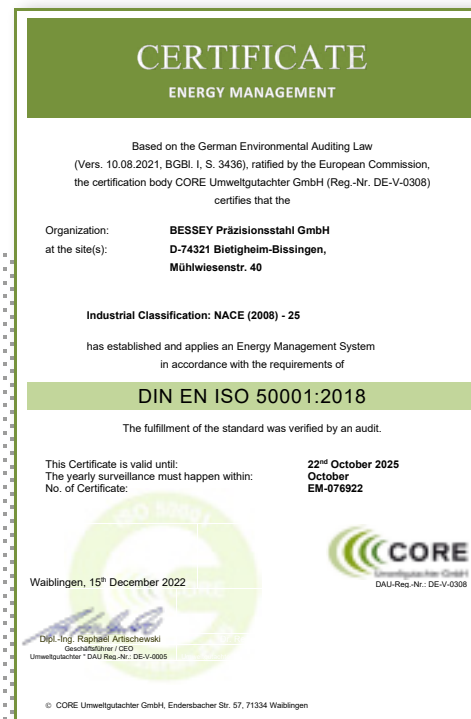 CERTIFICATE
ENERGY MANAGEMENT
Based on the German Environmental Auditing Law
(Vers. 10.08.2021, BGBl. I, S. 3436), ratified by the European Commission,
the certification body CORE Umweltgutachter GmbH (Reg.-Nr. DE-V-0308)
certifies that the
Organization: BESSEY Präzisionsstahl GmbH
at the site(s): D-74321 Bietigheim-Bissingen,
Mühlwiesenstr. 40
Industrial Classification: NACE (2008) - 25
has established and applies an Energy Management System
in accordance with the requirements of
DIN EN ISO 50001:2018
The fulfillment of the standard was verified by an audit.
This Certificate is valid until: 22nd October 2025
The yearly surveillance must happen within: October
No. of Certificate: EM-076922
ISO 50001
CORE
CORE
Umweltgutachter GmbH
DAU-Reg.-Nr.: DE-V-0308
Waiblingen, 15th December 2022
Dipl.-Ing. Raphael Artischewski
Geschäftsführer / CEO
Umweltgutachter * DAU Reg.-Nr.: DE-V-0005
© CORE Umweltgutachter GmbH, Endersbacher Str. 57, 71334 Waiblingen